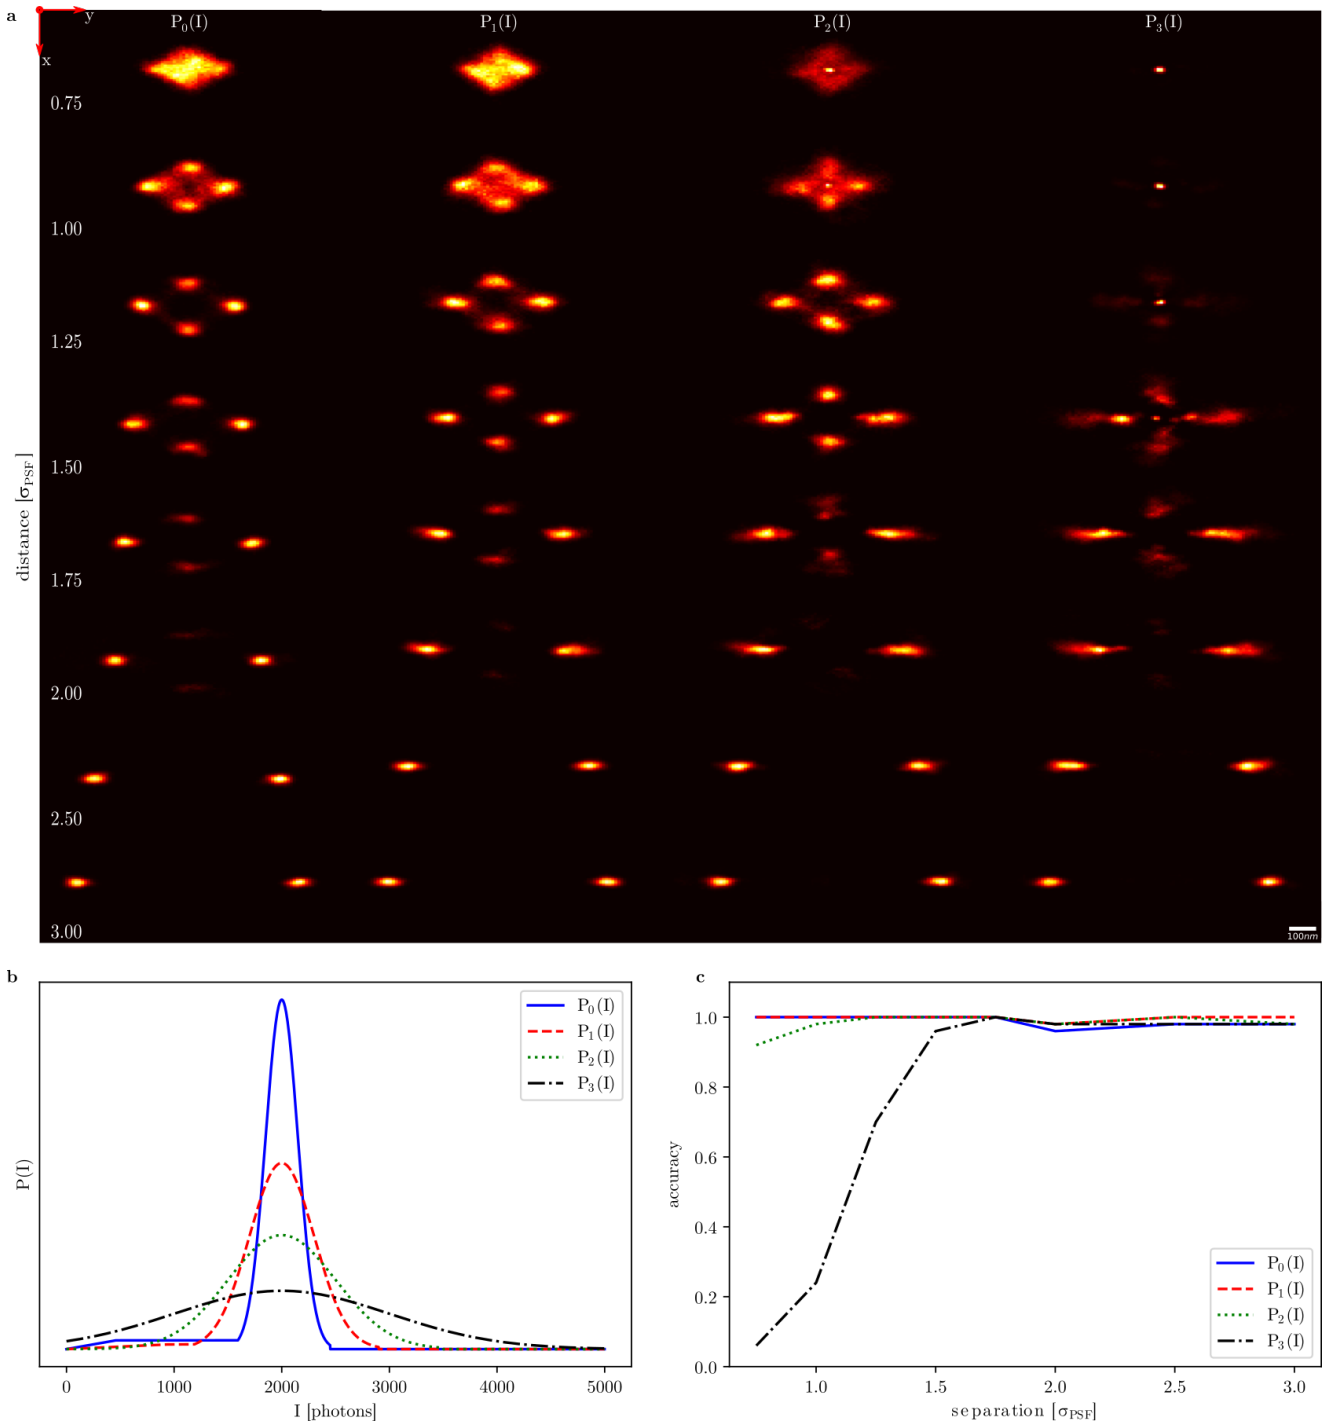 a
y
x
P₀(I) P₁(I) P₂(I) P₃(I)
0.75
1.00
1.25
1.50
1.75
2.00
2.50
3.00
distance [σPSF]
100nm
b
P₀(I)
P₁(I)
P₂(I)
P₃(I)
P(I)
0 1000 2000 3000 4000 5000
I [photons]
c
1.0
0.8
0.6
0.4
0.2
0.0
accuracy
P₀(I)
P₁(I)
P₂(I)
P₃(I)
1.0 1.5 2.0 2.5 3.0
separation [σPSF]